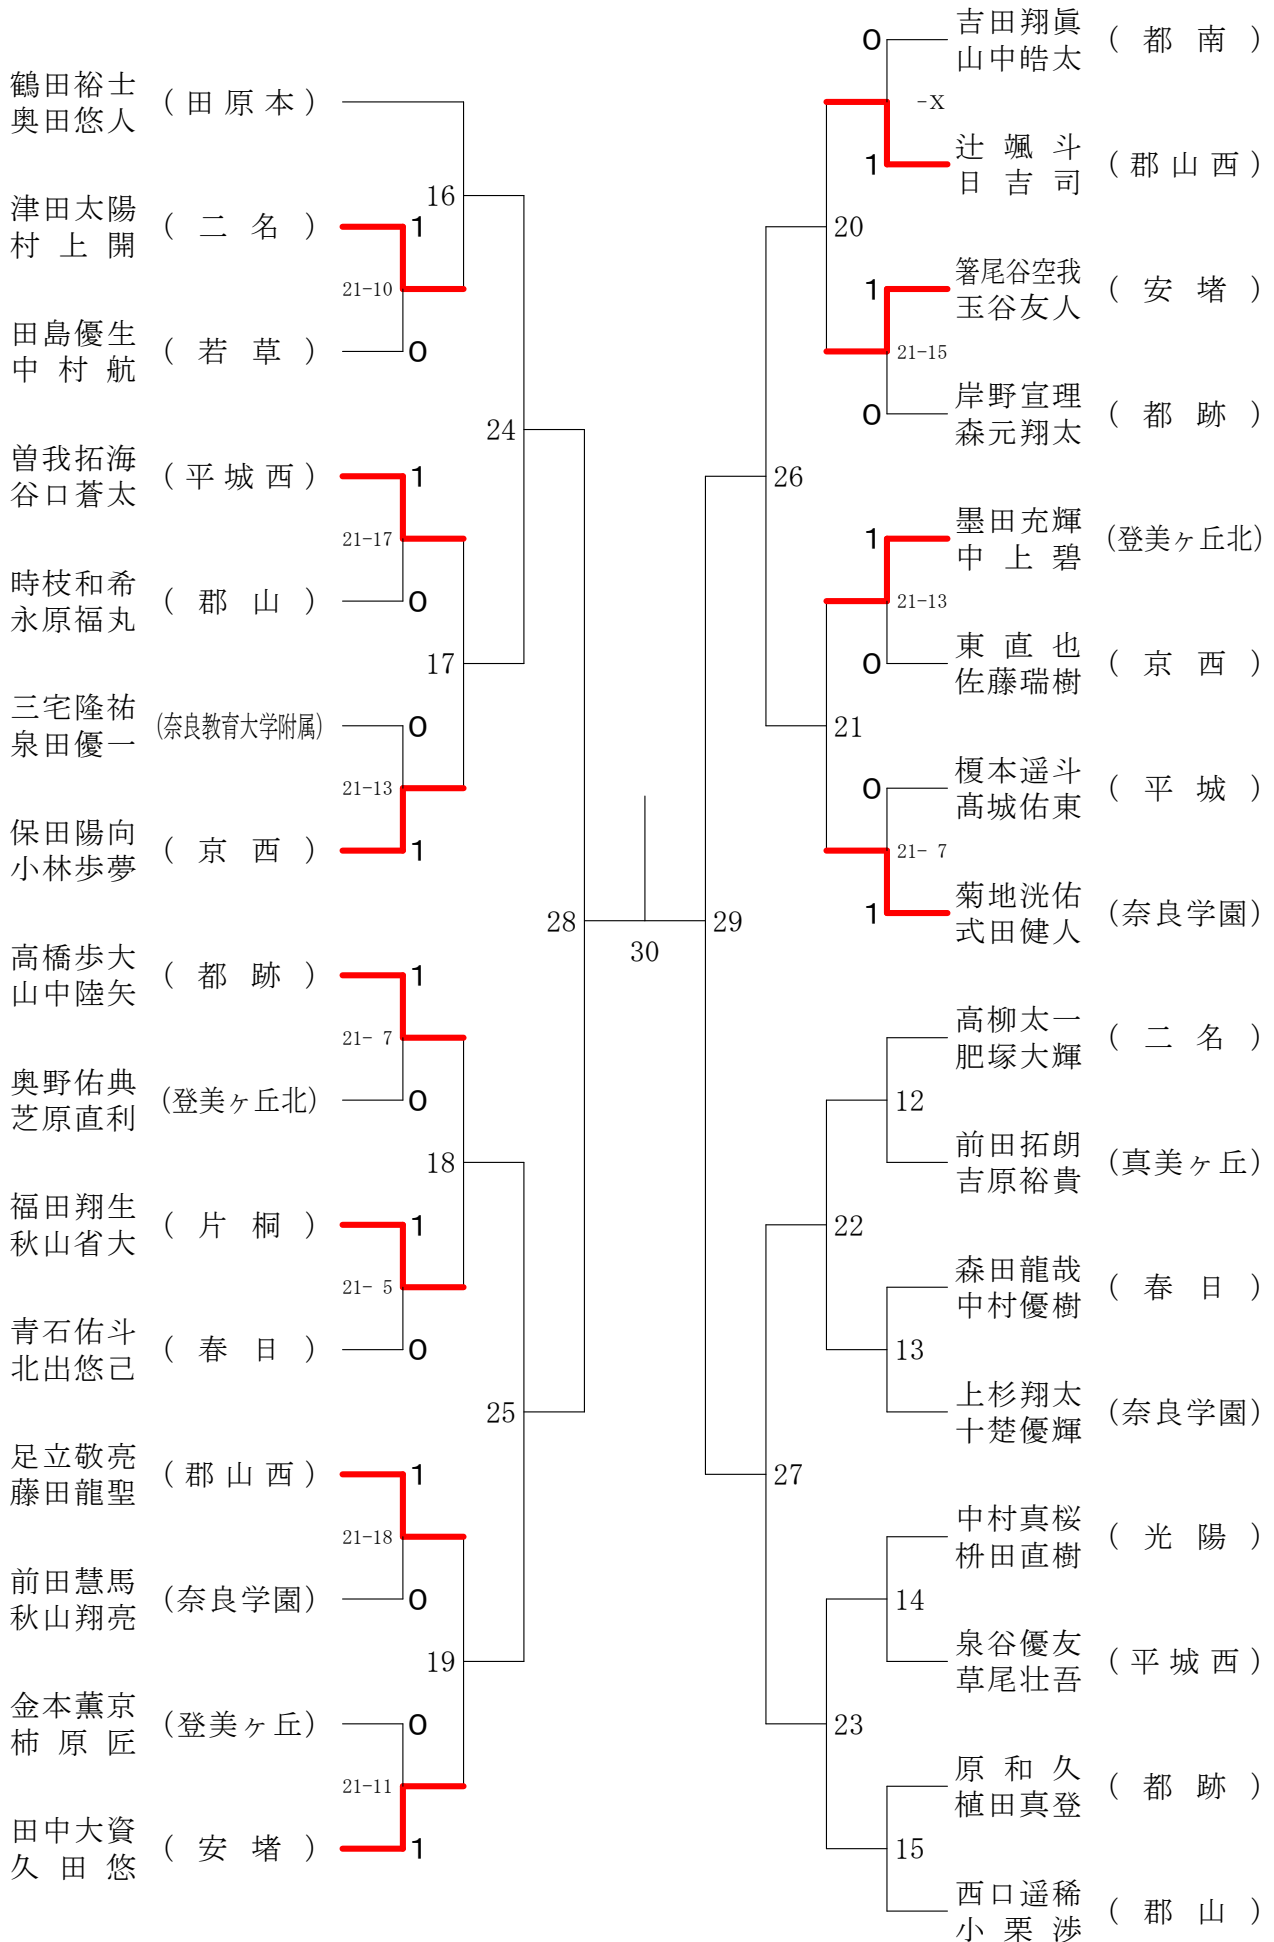 鶴田裕士
奥田悠人
(田原本)
16
津田太陽
村上開
(二名)
1
21-10
田島優生
中村航
(若草)
0
24
曽我拓海
谷口蒼太
(平城西)
1
21-17
時枝和希
永原福丸
(郡山)
0
17
三宅隆祐
泉田優一
(奈良教育大学附属)
0
21-13
保田陽向
小林歩夢
(京西)
1
28
高橋歩大
山中陸矢
(都跡)
1
21- 7
奥野佑典
芝原直利
(登美ヶ丘北)
0
18
福田翔生
秋山省大
(片桐)
1
21- 5
青石佑斗
北出悠己
(春日)
0
25
足立敬亮
藤田龍聖
(郡山西)
1
21-18
前田慧馬
秋山翔亮
(奈良学園)
0
19
金本薫京
柿原匠
(登美ヶ丘)
0
21-11
田中大資
久田悠
(安堵)
1
30
0
吉田翔眞
山中皓太
(都南)
-X
1
辻颯斗
日吉司
(郡山西)
20
1
箸尾谷空我
玉谷友人
(安堵)
21-15
0
岸野宣理
森元翔太
(都跡)
26
1
墨田充輝
中上碧
(登美ヶ丘北)
21-13
0
東直也
佐藤瑞樹
(京西)
21
0
榎本遥斗
髙城佑東
(平城)
21- 7
1
菊地洸佑
式田健人
(奈良学園)
29
高柳太一
肥塚大輝
(二名)
12
前田拓朗
吉原裕貴
(真美ヶ丘)
22
森田龍哉
中村優樹
(春日)
13
上杉翔太
十楚優輝
(奈良学園)
27
中村真桜
枡田直樹
(光陽)
14
泉谷優友
草尾壮吾
(平城西)
23
原和久
植田真登
(都跡)
15
西口遥稀
小栗渉
(郡山)